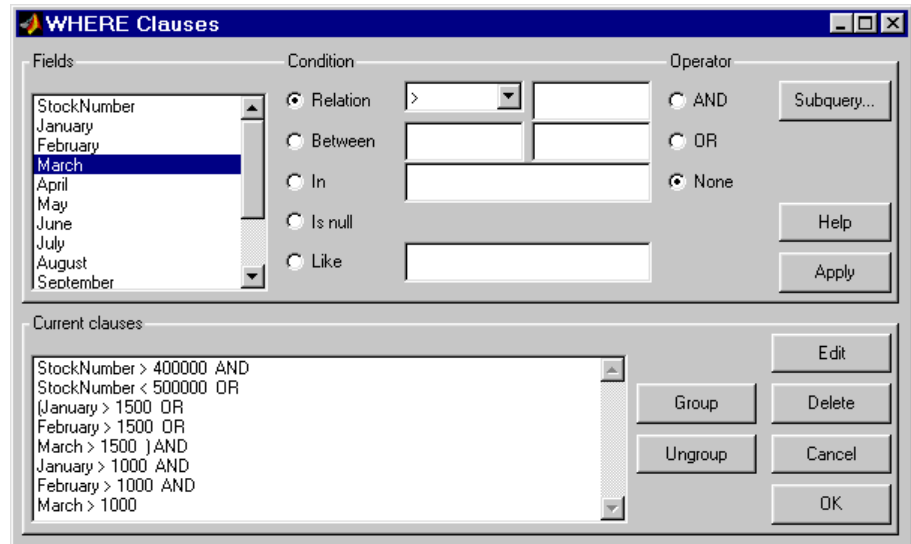 WHERE Clauses
Fields
Condition
Operator
StockNumber
January
February
March
April
May
June
July
August
September
Relation
>
Between
In
Is null
Like
AND
OR
None
Subquery...
Help
Apply
Current clauses
StockNumber > 400000 AND
StockNumber < 500000 OR
(January > 1500 OR
February > 1500 OR
March > 1500 ) AND
January > 1000 AND
February > 1000 AND
March > 1000
Group
Ungroup
Edit
Delete
Cancel
OK